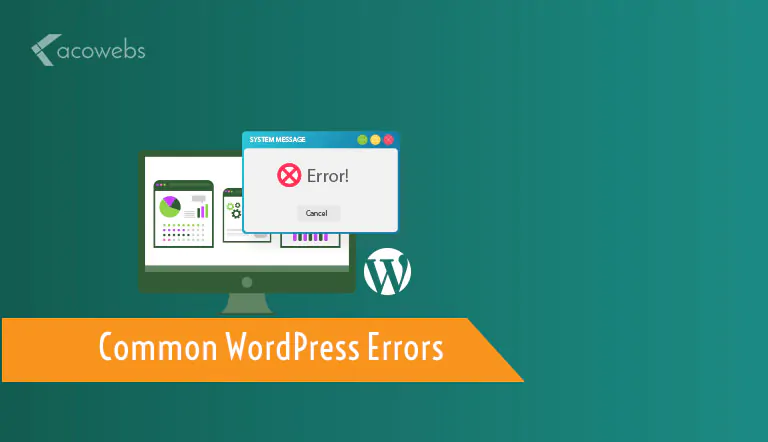 acowebs
SYSTEM MESSAGE
Error!
Cancel
Common WordPress Errors